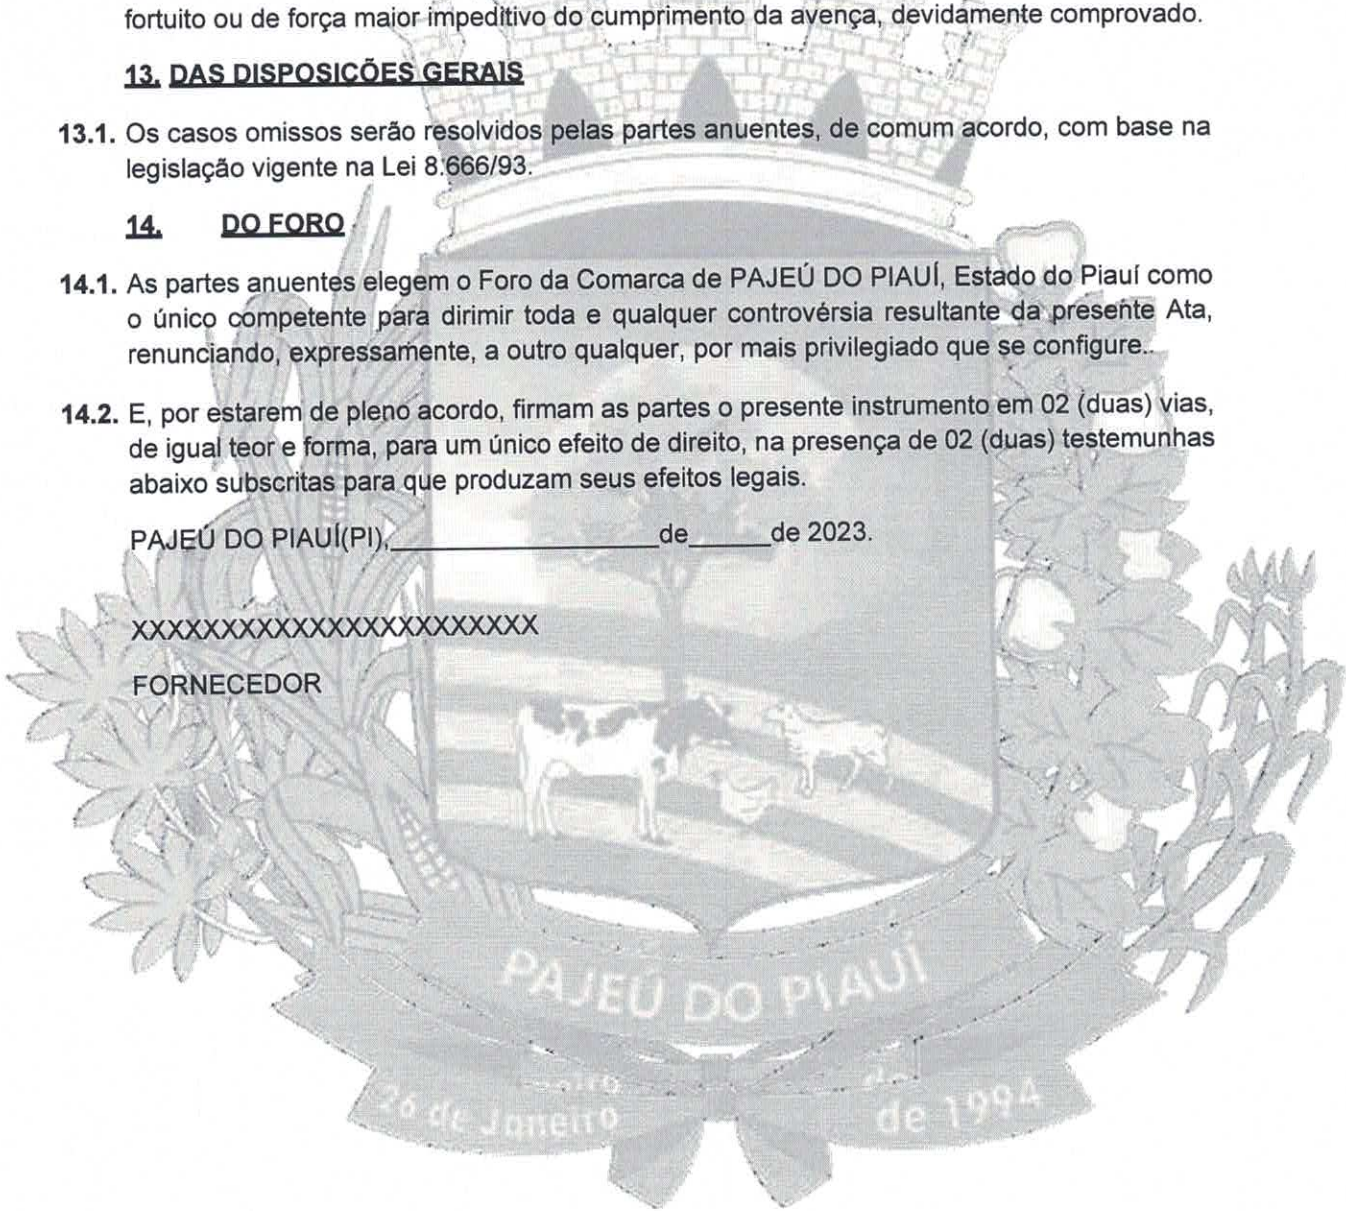 fortuito ou de força maior impeditivo do cumprimento da avença, devidamente comprovado.
13. DAS DISPOSICÕES GERAIS
13.1. Os casos omissos serão resolvidos pelas partes anuentes, de comum acordo, com base na
legislação vigente na Lei 8.666/93.
14. DO FORO
14.1. As partes anuentes elegem o Foro da Comarca de PAJEÚ DO PIAUÍ, Estado do Piauí como
o único competente para dirimir toda e qualquer controvérsia resultante da presente Ata,
renunciando, expressamente, a outro qualquer, por mais privilegiado que se configure..
14.2. E, por estarem de pleno acordo, firmam as partes o presente instrumento em 02 (duas) vias,
de igual teor e forma, para um único efeito de direito, na presença de 02 (duas) testemunhas
abaixo subscritas para que produzam seus efeitos legais.
PAJEÚ DO PIAUÍ(PI),__________________de______de 2023.
XXXXXXXXXXXXXXXXXXXXXXX
FORNECEDOR
PAJEÚ DO PIAUÍ
26 de Janeiro de 1994